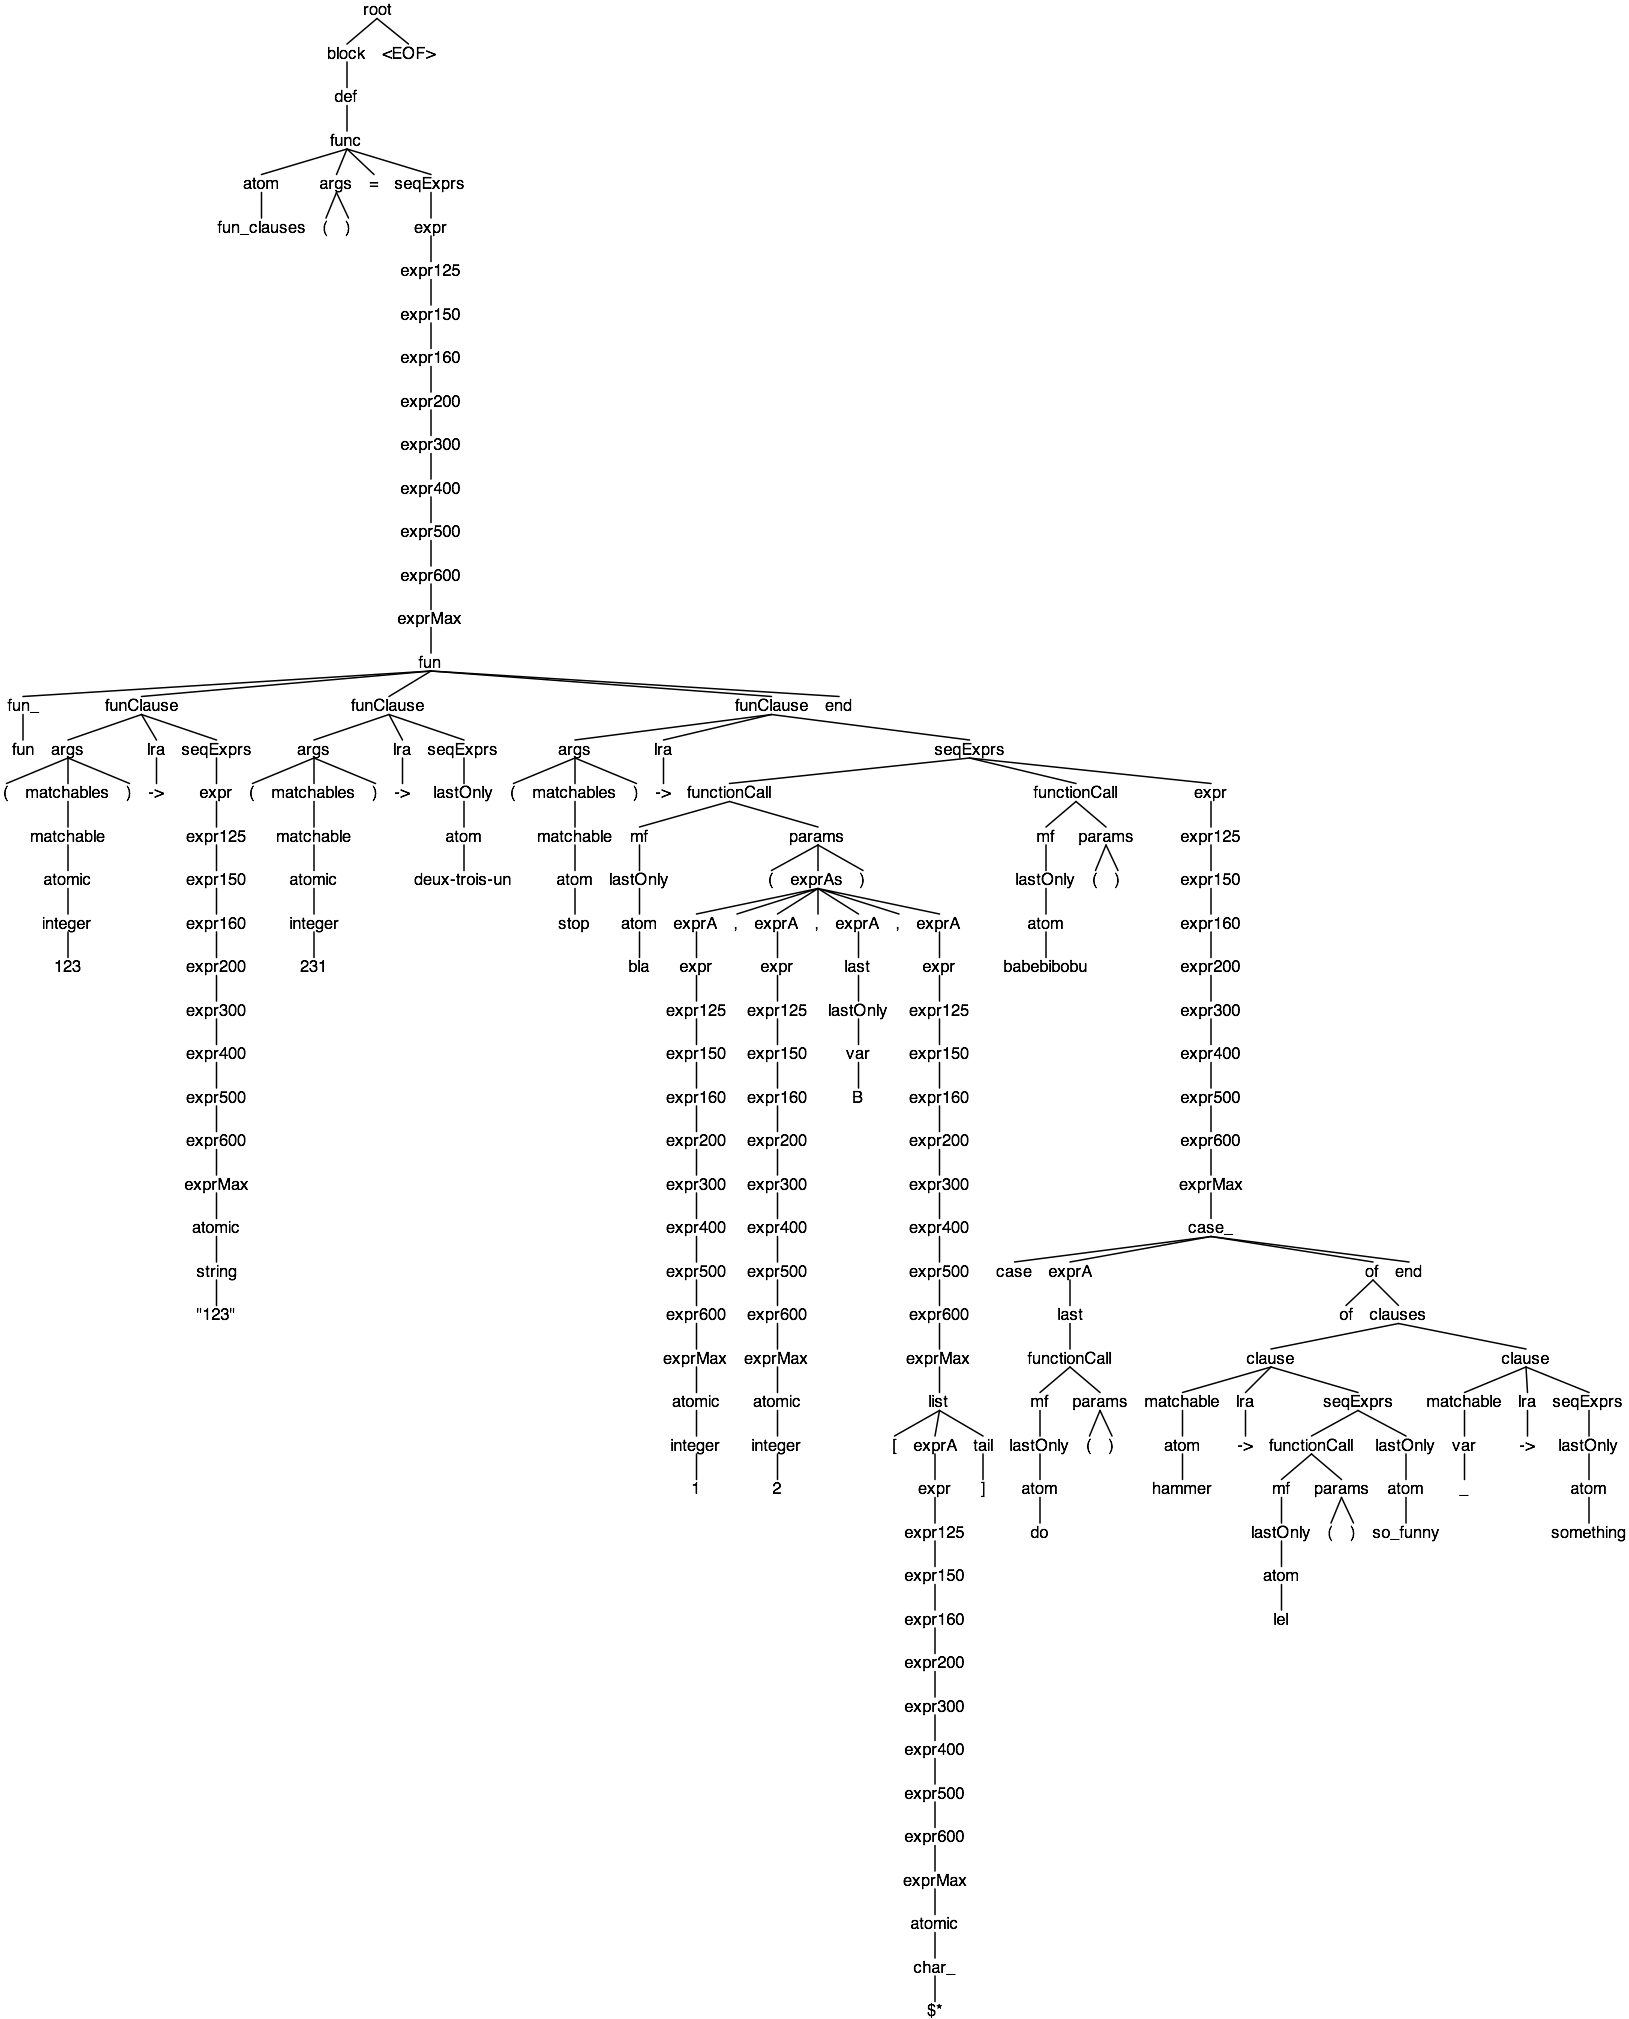 root
block <EOF>
def
func
atom args = seqExprs
fun_clauses ( ) expr
expr125
expr150
expr160
expr200
expr300
expr400
expr500
expr600
exprMax
fun
fun_ funClause funClause funClause end
fun args lra seqExprs args lra seqExprs args lra seqExprs
( matchables ) -> expr ( matchables ) -> lastOnly ( matchables ) -> functionCall functionCall expr
matchable expr125 matchable atom matchable mf params mf params expr125
atomic expr150 atomic deux-trois-un atom lastOnly ( exprAs ) lastOnly ( ) expr150
integer expr160 integer stop atom exprA , exprA , exprA , exprA atom expr160
123 expr200 231 bla expr expr last expr babebibobu expr200
expr300 expr125 expr125 lastOnly expr125 expr300
expr400 expr150 expr150 var expr150 expr400
expr500 expr160 expr160 B expr160 expr500
expr600 expr200 expr200 expr200 expr600
exprMax expr300 expr300 expr300 exprMax
atomic expr400 expr400 expr400 case_
string expr500 expr500 expr500 case exprA of end
"123" expr600 expr600 expr600 last of clauses
exprMax exprMax exprMax functionCall clause clause
atomic atomic list mf params matchable lra seqExprs matchable lra seqExprs
integer integer [ exprA tail lastOnly ( ) atom -> functionCall lastOnly var -> lastOnly
1 2 expr ] atom hammer mf params atom _ atom
expr125 do lastOnly ( ) so_funny something
expr150 atom
expr160 lel
expr200
expr300
expr400
expr500
expr600
exprMax
atomic
char_
$*